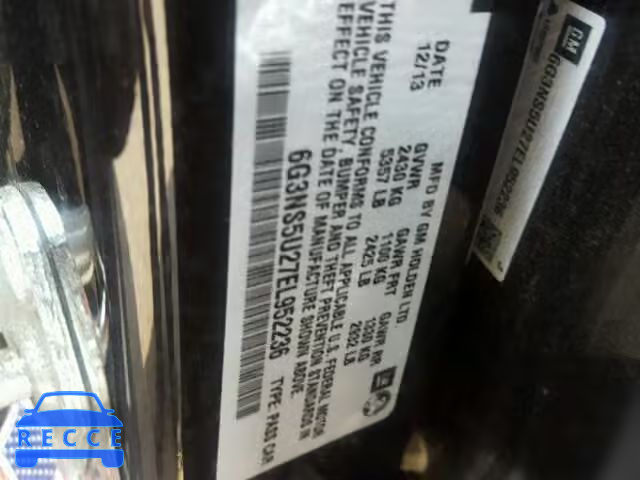 MFD BY GM HOLDEN LTD.
DATE GVWR GAWR FRT GAWR RR
12/13 2430 KG 1100 KG 1330 KG
5357 LB 2425 LB 2932 LB
THIS VEHICLE CONFORMS TO ALL APPLICABLE U.S. FEDERAL MOTOR
VEHICLE SAFETY, BUMPER AND THEFT PREVENTION STANDARDS IN
EFFECT ON THE DATE OF MANUFACTURE SHOWN ABOVE.
6G3NS5U27EL952236 TYPE: PASS CAR
GM
6G3NS5U27EL952236
RECCE